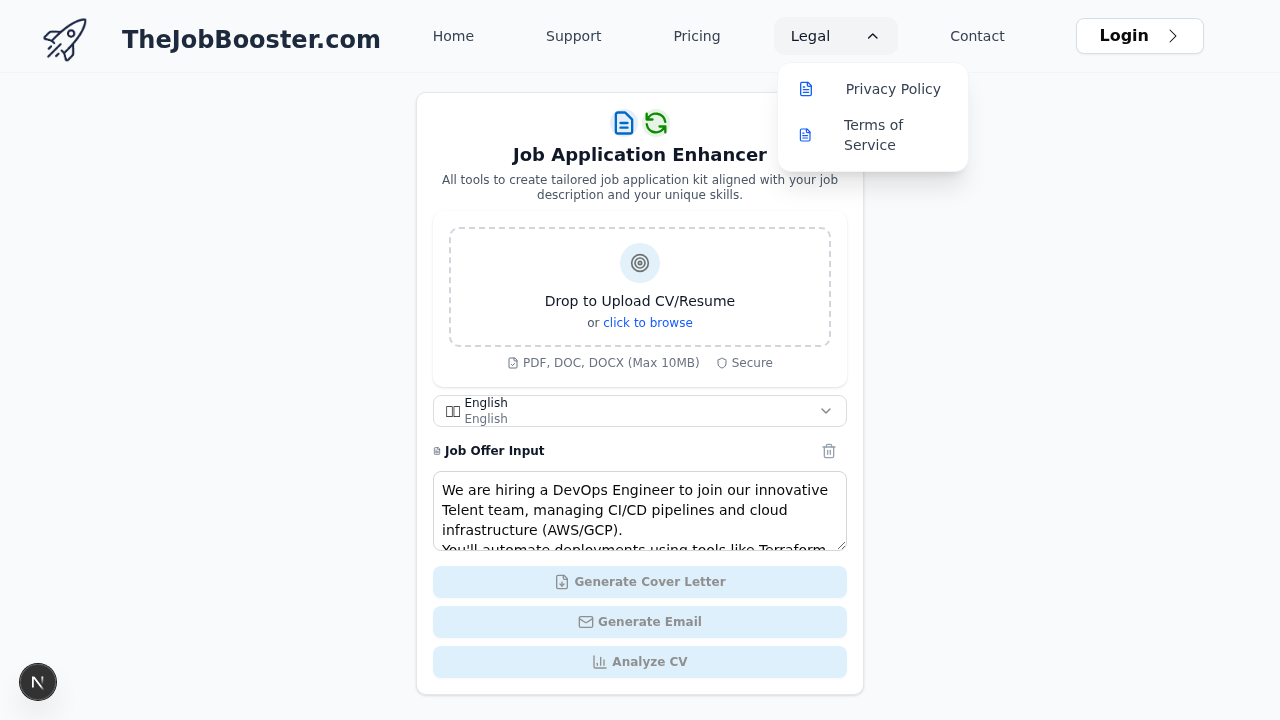 TheJobBooster.com
Home
Support
Pricing
Legal
Contact
Login
Privacy Policy
Terms of
Service
Job Application Enhancer
All tools to create tailored job application kit aligned with your job
description and your unique skills.
Drop to Upload CV/Resume
or click to browse
PDF, DOC, DOCX (Max 10MB)
Secure
English
English
Job Offer Input
We are hiring a DevOps Engineer to join our innovative
Telent team, managing CI/CD pipelines and cloud
infrastructure (AWS/GCP).
You'll automate deployments using tools like Terraform,
Generate Cover Letter
Generate Email
Analyze CV
N